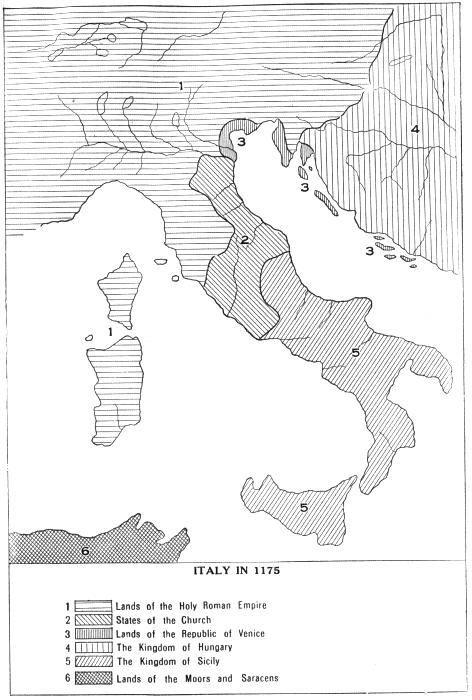 1
4
3
3
2
3
1
5
5
6
ITALY IN 1175
1 Lands of the Holy Roman Empire
2 States of the Church
3 Lands of the Republic of Venice
4 The Kingdom of Hungary
5 The Kingdom of Sicily
6 Lands of the Moors and Saracens